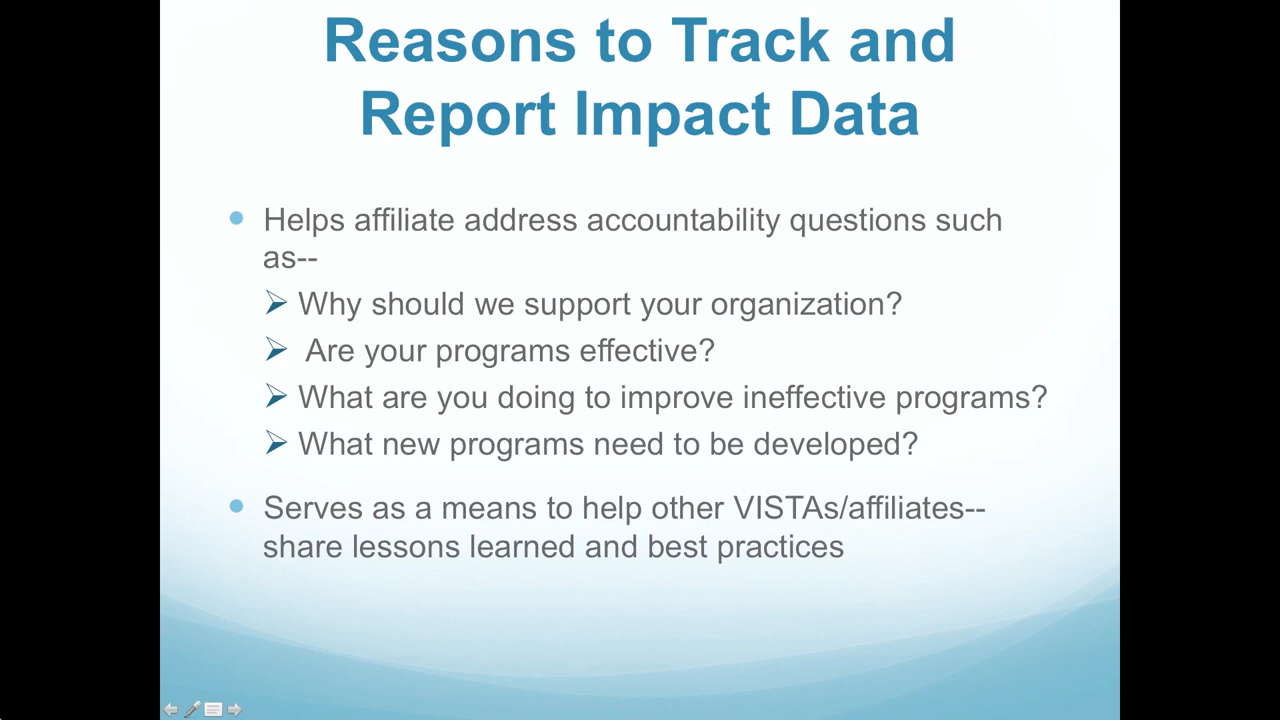 Reasons to Track and
Report Impact Data
Helps affiliate address accountability questions such
as--
Why should we support your organization?
Are your programs effective?
What are you doing to improve ineffective programs?
What new programs need to be developed?
Serves as a means to help other VISTAs/affiliates--
share lessons learned and best practices